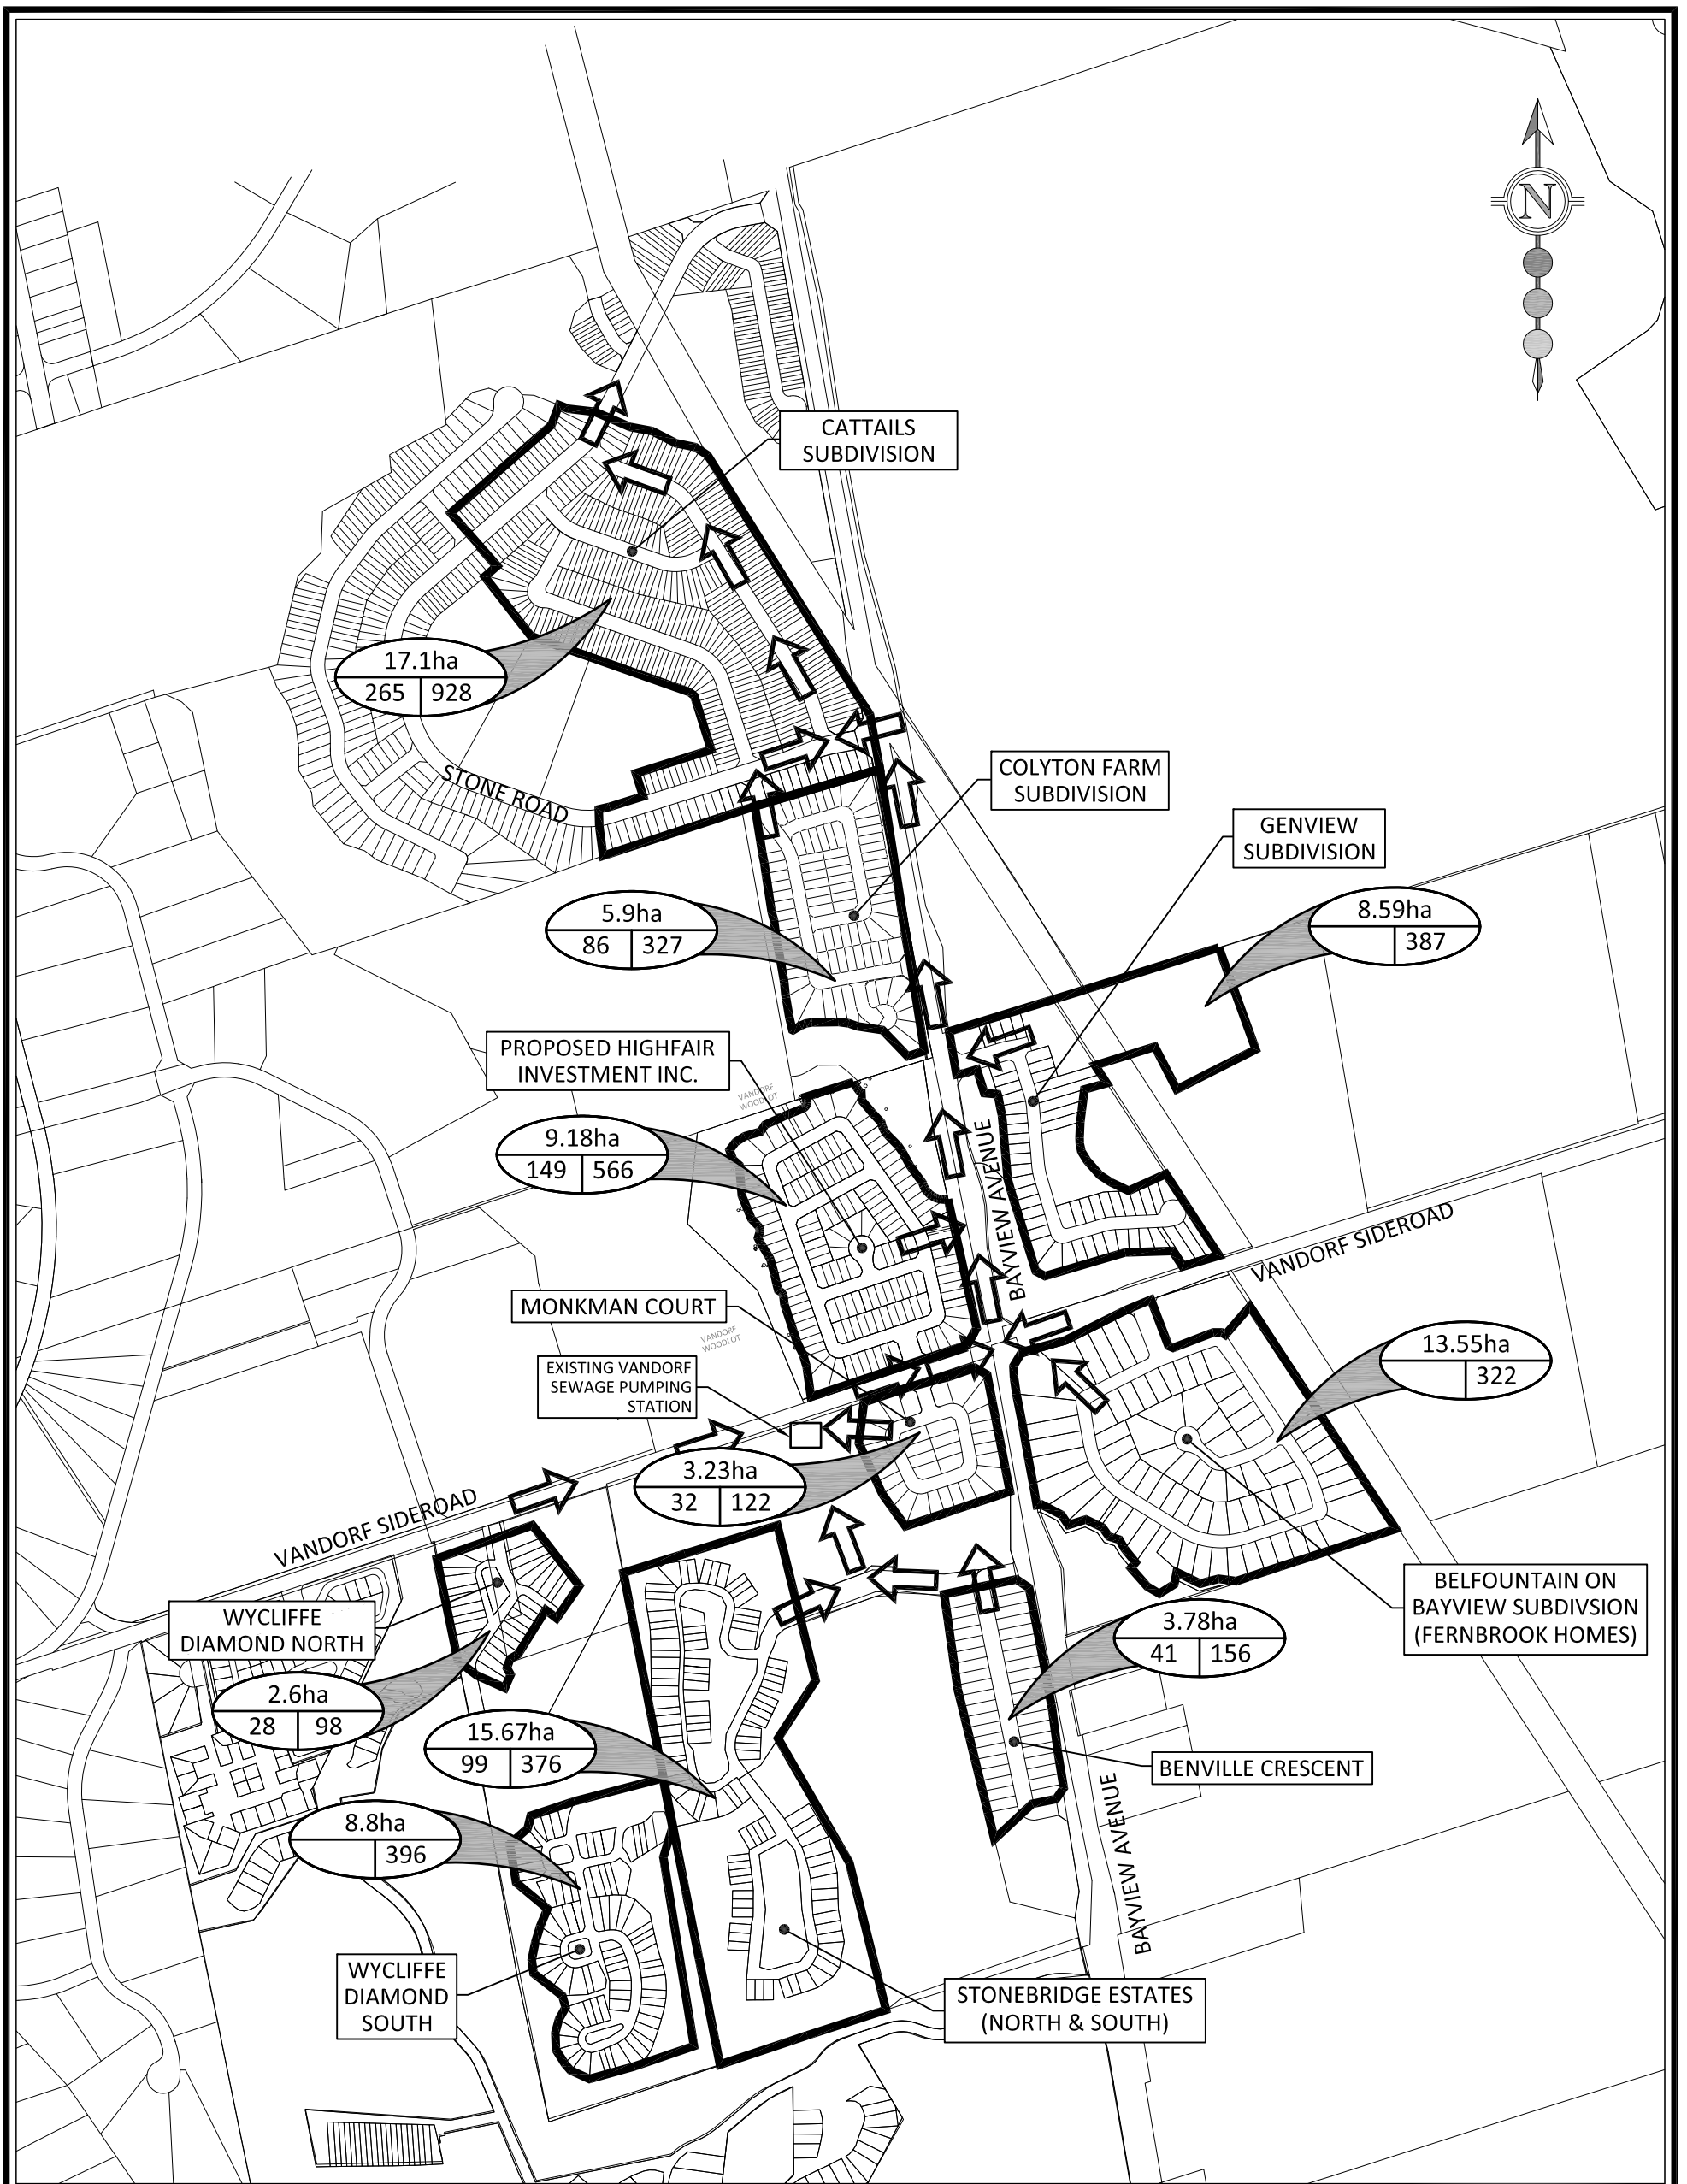 N
CATTAILS
SUBDIVISION
17.1ha
265 928
STONE ROAD
COLYTON FARM
SUBDIVISION
GENVIEW
SUBDIVISION
5.9ha
86 327
8.59ha
387
PROPOSED HIGHFAIR
INVESTMENT INC.
VANDORF
WOODLOT
9.18ha
149 566
BAYVIEW AVENUE
VANDORF SIDEROAD
MONKMAN COURT
VANDORF
WOODLOT
EXISTING VANDORF
SEWAGE PUMPING
STATION
13.55ha
322
3.23ha
32 122
VANDORF SIDEROAD
BELFOUNTAIN ON
BAYVIEW SUBDIVSION
(FERNBROOK HOMES)
WYCLIFFE
DIAMOND NORTH
3.78ha
41 156
2.6ha
28 98
15.67ha
99 376
BENVILLE CRESCENT
8.8ha
396
BAYVIEW AVENUE
WYCLIFFE
DIAMOND
SOUTH
STONEBRIDGE ESTATES
(NORTH & SOUTH)